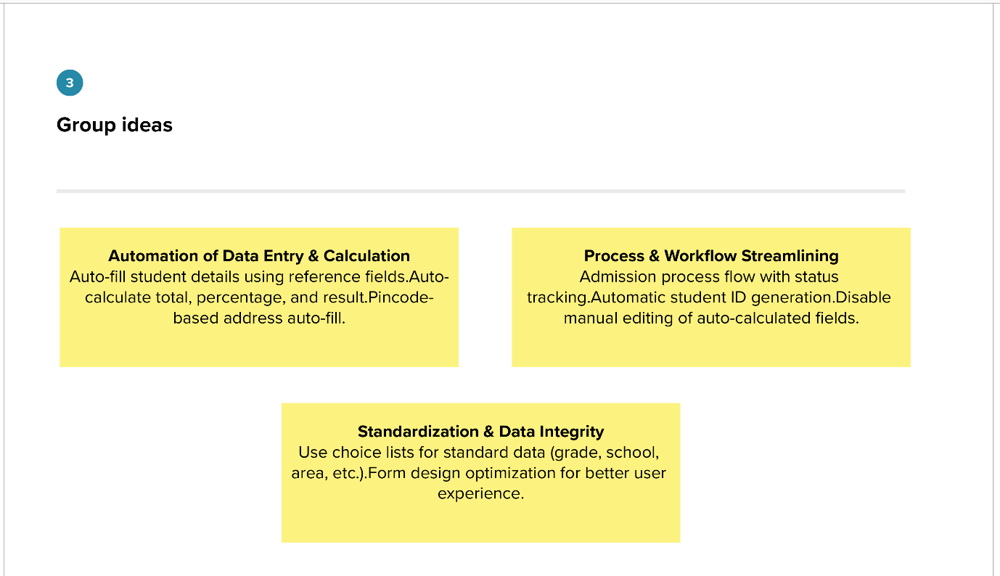 3
Group ideas
Automation of Data Entry & Calculation
Auto-fill student details using reference fields.Auto-
calculate total, percentage, and result.Pincode-
based address auto-fill.
Process & Workflow Streamlining
Admission process flow with status
tracking.Automatic student ID generation.Disable
manual editing of auto-calculated fields.
Standardization & Data Integrity
Use choice lists for standard data (grade, school,
area, etc.).Form design optimization for better user
experience.